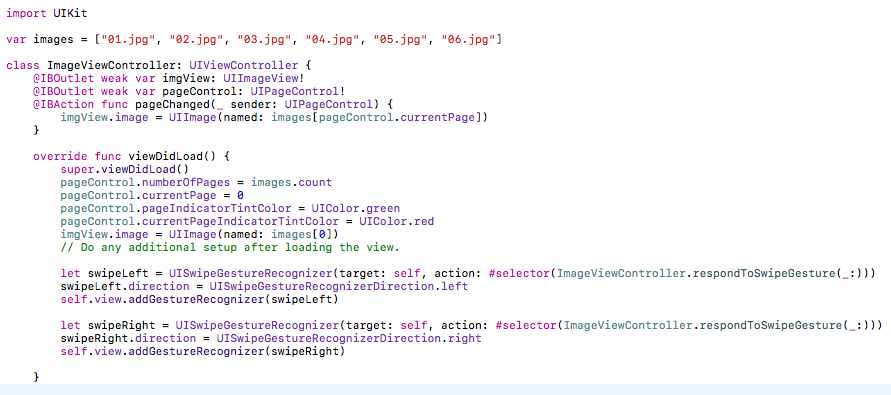 import UIKit
var images = ["01.jpg", "02.jpg", "03.jpg", "04.jpg", "05.jpg", "06.jpg"]
class ImageViewController: UIViewController {
@IBOutlet weak var imgView: UIImageView!
@IBOutlet weak var pageControl: UIPageControl!
@IBAction func pageChanged(_ sender: UIPageControl) {
imgView.image = UIImage(named: images[pageControl.currentPage])
}
override func viewDidLoad() {
super.viewDidLoad()
pageControl.numberOfPages = images.count
pageControl.currentPage = 0
pageControl.pageIndicatorTintColor = UIColor.green
pageControl.currentPageIndicatorTintColor = UIColor.red
imgView.image = UIImage(named: images[0])
// Do any additional setup after loading the view.
let swipeLeft = UISwipeGestureRecognizer(target: self, action: #selector(ImageViewController.respondToSwipeGesture(_:)))
swipeLeft.direction = UISwipeGestureRecognizerDirection.left
self.view.addGestureRecognizer(swipeLeft)
let swipeRight = UISwipeGestureRecognizer(target: self, action: #selector(ImageViewController.respondToSwipeGesture(_:)))
swipeRight.direction = UISwipeGestureRecognizerDirection.right
self.view.addGestureRecognizer(swipeRight)
}